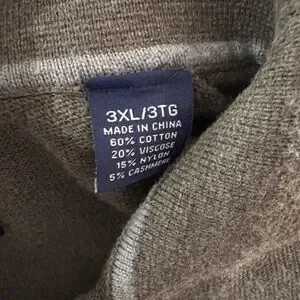 3XL/3TG
MADE IN CHINA
60% COTTON
20% VISCOSE
15% NYLON
5% CASHMERE